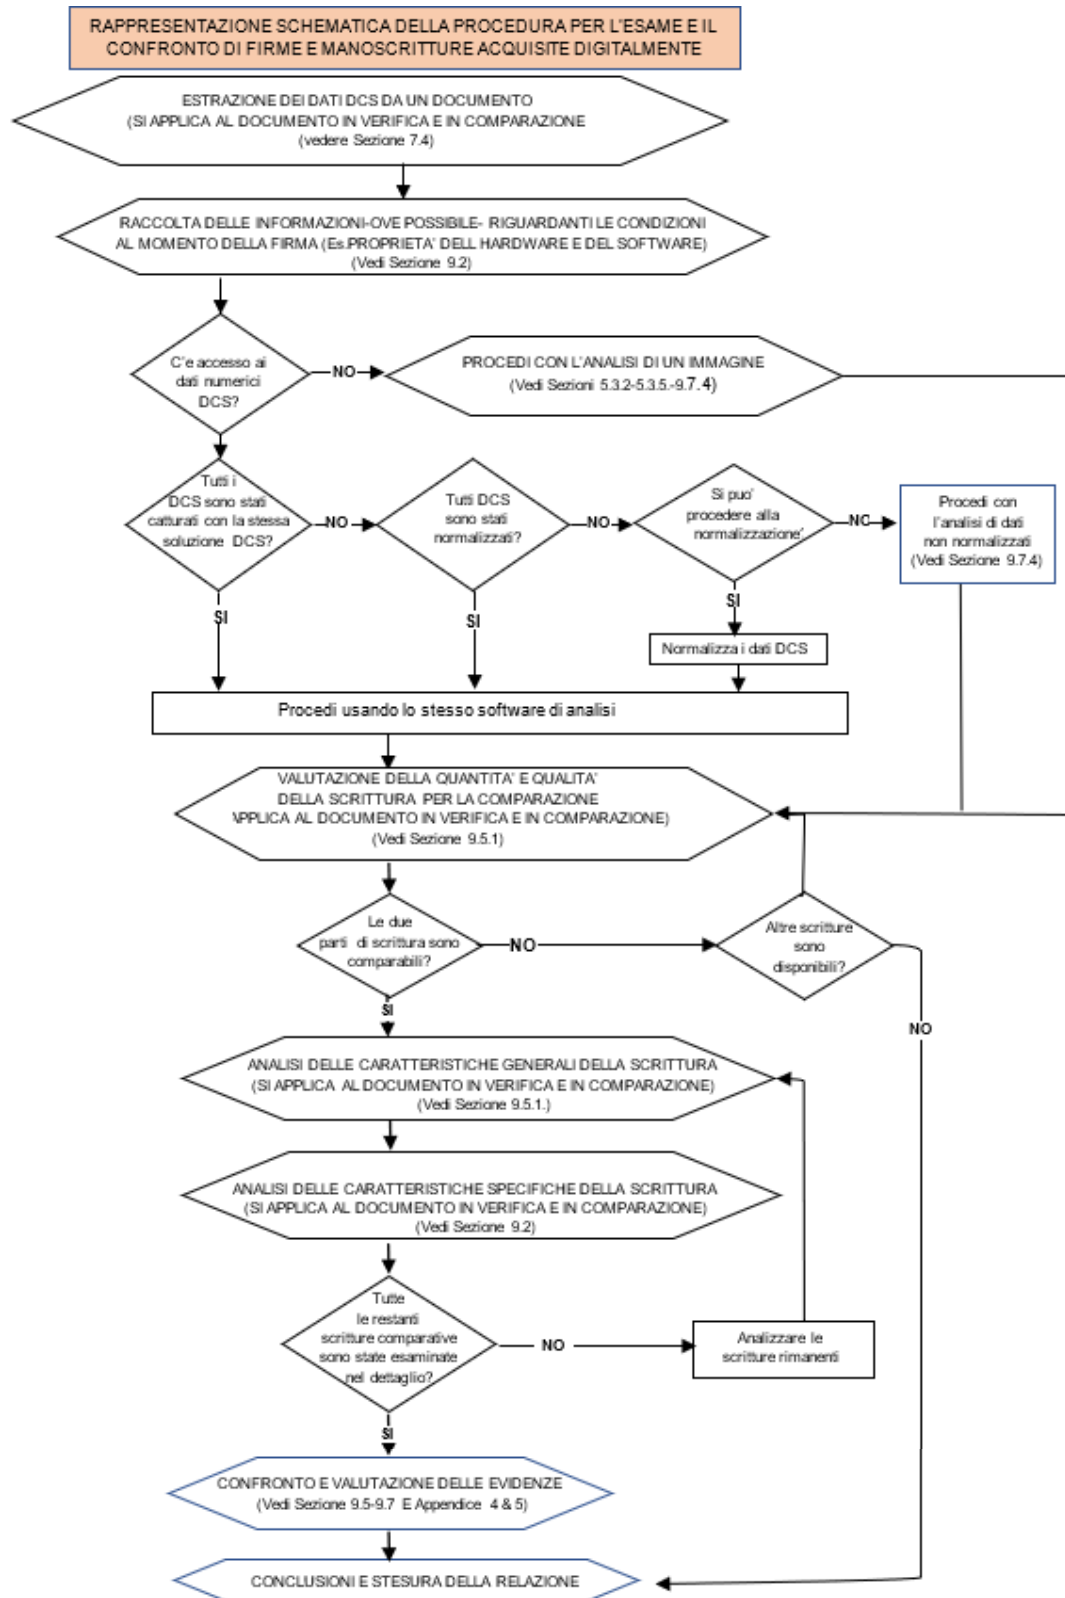 RAPPRESENTAZIONE SCHEMATICA DELLA PROCEDURA PER L'ESAME E IL
CONFRONTO DI FIRME E MANOSCRITTURE ACQUISITE DIGITALMENTE
ESTRAZIONE DEI DATI DCS DA UN DOCUMENTO
(SI APPLICA AL DOCUMENTO IN VERIFICA E IN COMPARAZIONE
(vedere Sezione 7.4)
RACCOLTA DELLE INFORMAZIONI-OVE POSSIBILE- RIGUARDANTI LE CONDIZIONI
AL MOMENTO DELLA FIRMA (Es.PROPRIETA' DELL HARDWARE E DEL SOFTWARE)
(Vedi Sezione 9.2)
C'e accesso ai
dati numerici
DCS?
NO
PROCEDI CON L'ANALISI DI UN IMMAGINE
(Vedi Sezioni 5.3.2-5.3.5.-9.7.4)
Tutti i
DCS sono stati
catturati con la stessa
soluzione DCS?
NO
Tutti DCS
sono stati
normalizzati?
NO
Si puo'
procedere alla
normalizzazione'
NO
Procedi con
l'analisi di dati
non normalizzati
(Vedi Sezione 9.7.4)
SI
SI
SI
Normalizza i dati DCS
Procedi usando lo stesso software di analisi
VALUTAZIONE DELLA QUANTITA' E QUALITA'
DELLA SCRITTURA PER LA COMPARAZIONE
APPLICA AL DOCUMENTO IN VERIFICA E IN COMPARAZIONE)
(Vedi Sezione 9.5.1)
Le due
parti di scrittura sono
comparabili?
NO
Altre scritture
sono
disponibili?
SI
NO
ANALISI DELLE CARATTERISTICHE GENERALI DELLA SCRITTURA
(SI APPLICA AL DOCUMENTO IN VERIFICA E IN COMPARAZIONE)
(Vedi Sezione 9.5.1.)
ANALISI DELLE CARATTERISTICHE SPECIFICHE DELLA SCRITTURA
(SI APPLICA AL DOCUMENTO IN VERIFICA E IN COMPARAZIONE)
(Vedi Sezione 9.2)
Tutte
le restanti
scritture comparative
sono state esaminate
nel dettaglio?
NO
Analizzare le
scritture rimanenti
SI
CONFRONTO E VALUTAZIONE DELLE EVIDENZE
(Vedi Sezione 9.5-9.7 E Appendice 4 & 5)
CONCLUSIONI E STESURA DELLA RELAZIONE